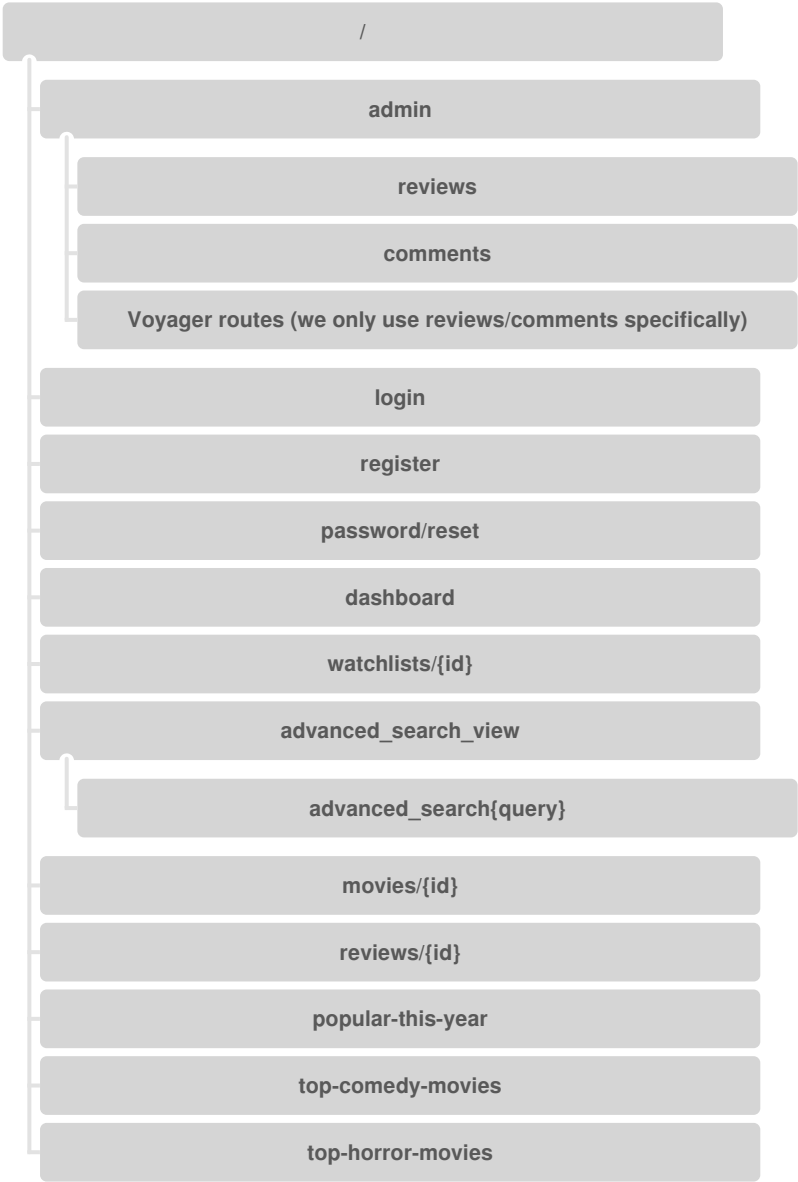 /
admin
reviews
comments
Voyager routes (we only use reviews/comments specifically)
login
register
password/reset
dashboard
watchlists/{id}
advanced_search_view
advanced_search{query}
movies/{id}
reviews/{id}
popular-this-year
top-comedy-movies
top-horror-movies